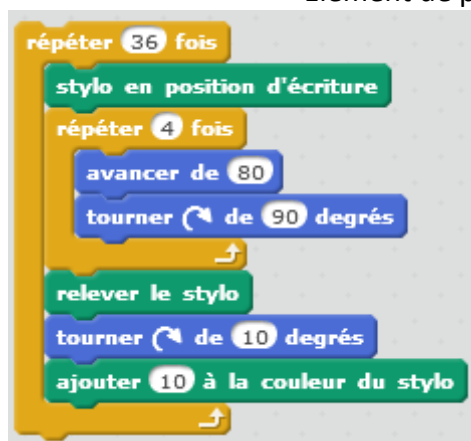 répéter 36 fois
stylo en position d'écriture
répéter 4 fois
avancer de 80
tourner de 90 degrés
relever le stylo
tourner de 10 degrés
ajouter 10 à la couleur du stylo